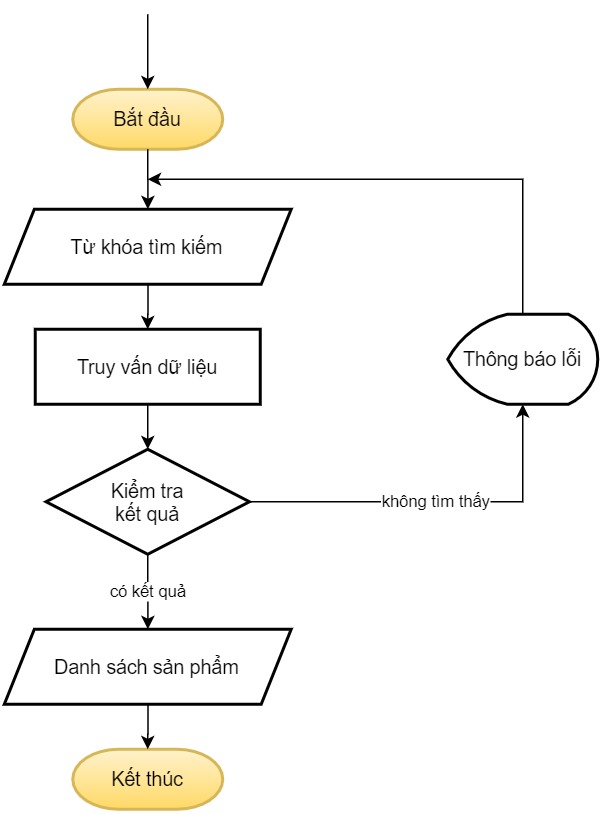 Bắt đầu
Từ khóa tìm kiếm
Truy vấn dữ liệu
Thông báo lỗi
Kiểm tra
kết quả
không tìm thấy
có kết quả
Danh sách sản phẩm
Kết thúc